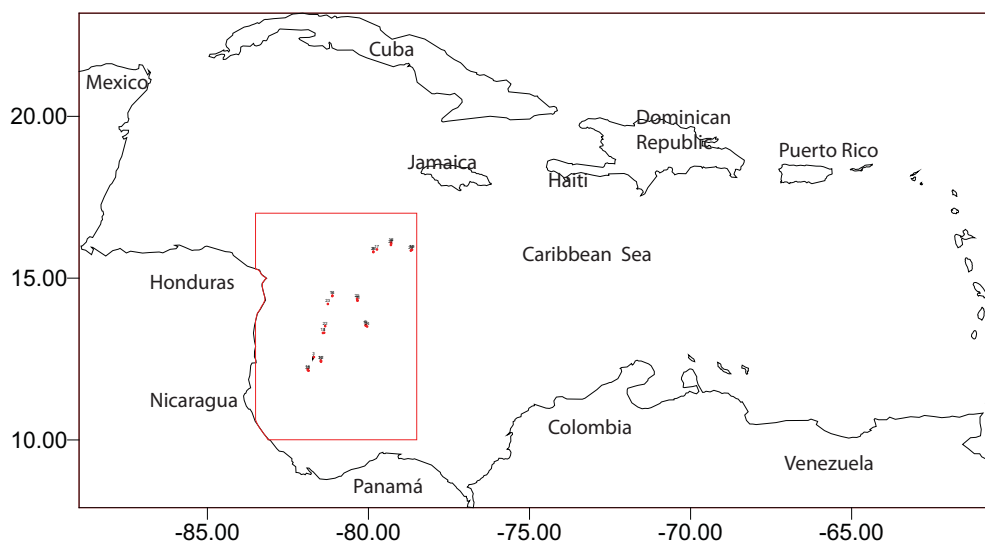 Cuba
Mexico
20.00
Dominican
Republic
Puerto Rico
Jamaica
Haiti
Caribbean Sea
15.00
Honduras
Nicaragua
Colombia
10.00
Venezuela
Panamá
-85.00
-80.00
-75.00
-70.00
-65.00